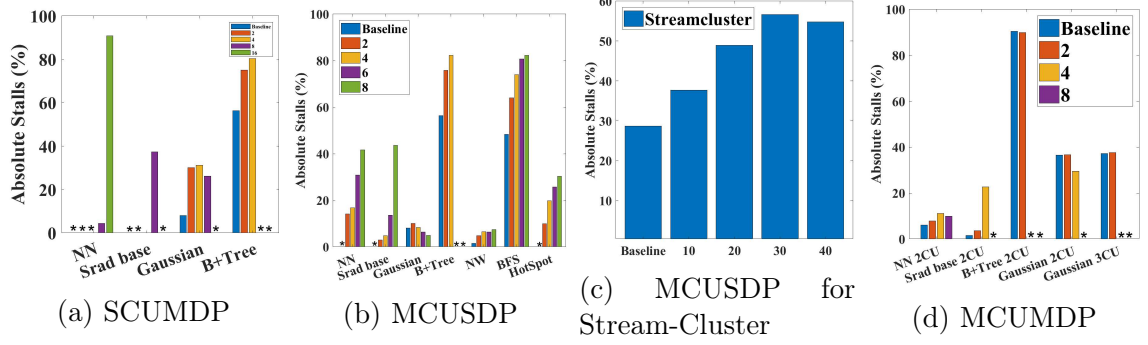 Absolute Stalls (%)
100
80
60
40
20
0
Baseline
2
4
8
16
* * *
* *
*
*
* *
NN
Srad base
Gaussian
B+Tree
(a) SCUMDP
Absolute Stalls (%)
100
80
60
40
20
0
Baseline
2
4
6
8
*
*
* *
*
NN
Srad base
Gaussian
B+Tree
NW
BFS
HotSpot
(b) MCUSDP
Absolute Stalls (%)
60
50
40
30
20
10
0
Streamcluster
Baseline
10
20
30
40
(c) MCUSDP for
Stream-Cluster
Absolute Stalls (%)
100
80
60
40
20
0
Baseline
2
4
8
*
* *
*
* *
NN 2CU
Srad base 2CU
B+Tree 2CU
Gaussian 2CU
Gaussian 3CU
(d) MCUMDP